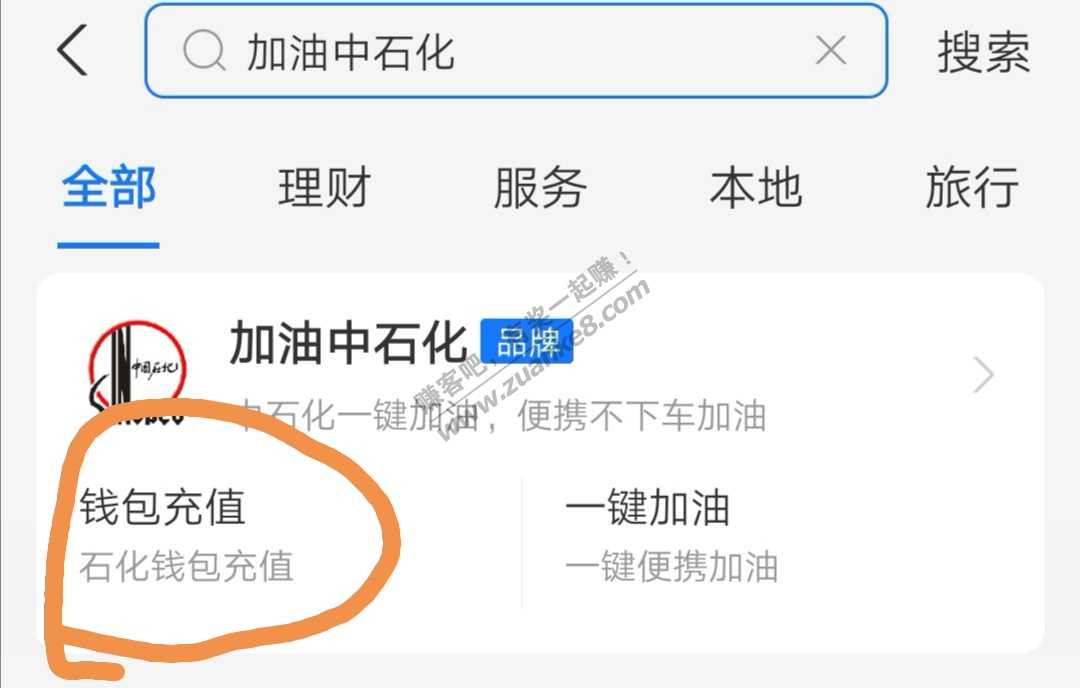 加油中石化
搜索
全部 理财 服务 本地 旅行
加油中石化 品牌
中国石化
中石化一键加油，便携不下车加油
钱包充值 一键加油
石化钱包充值 一键便携加油
赚客吧，有奖一起赚！
www.zuanke8.com